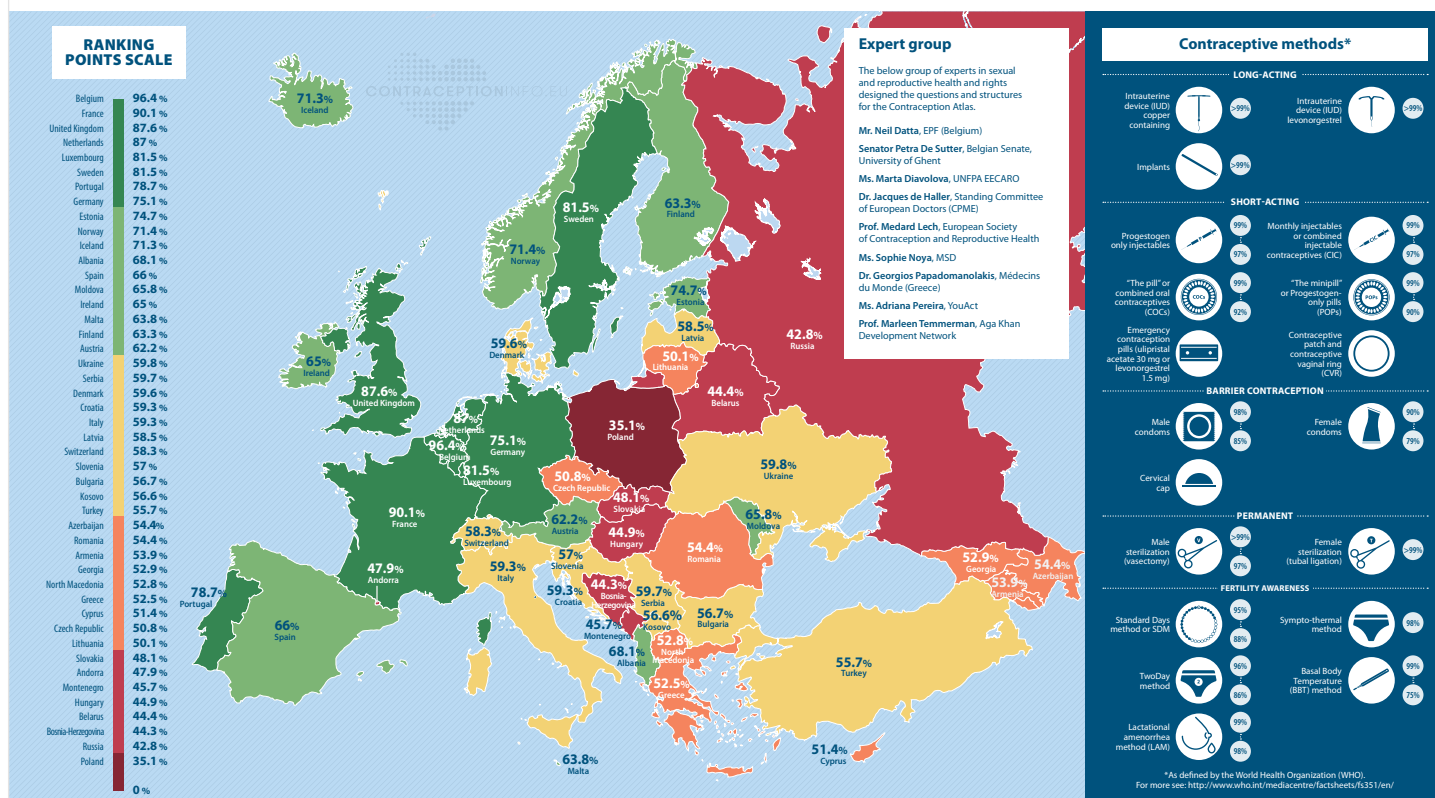 RANKING
POINTS SCALE
Belgium 96.4 %
France 90.1 %
United Kingdom 87.6 %
Netherlands 87 %
Luxembourg 81.5 %
Sweden 81.5 %
Portugal 78.7 %
Germany 75.1 %
Estonia 74.7 %
Norway 71.4 %
Iceland 71.3 %
Albania 68.1 %
Spain 66 %
Moldova 65.8 %
Ireland 65 %
Malta 63.8 %
Finland 63.3 %
Austria 62.2 %
Ukraine 59.8 %
Serbia 59.7 %
Denmark 59.6 %
Croatia 59.3 %
Italy 59.3 %
Latvia 58.5 %
Switzerland 58.3 %
Slovenia 57 %
Bulgaria 56.7 %
Kosovo 56.6 %
Turkey 55.7 %
Azerbaijan 54.4%
Romania 54.4 %
Armenia 53.9 %
Georgia 52.9 %
North Macedonia 52.8 %
Greece 52.5 %
Cyprus 51.4 %
Czech Republic 50.8 %
Lithuania 50.1 %
Slovakia 48.1 %
Andorra 47.9 %
Montenegro 45.7 %
Hungary 44.9 %
Belarus 44.4 %
Bosnia-Herzegovina 44.3 %
Russia 42.8 %
Poland 35.1 %
0 %
CONTRACEPTIONINFO.EU
71.3%
Iceland
81.5%
Sweden
63.3%
Finland
71.4%
Norway
74.7%
Estonia
58.5%
Latvia
59.6%
Denmark
50.1%
Lithuania
42.8%
Russia
65%
Ireland
87.6%
United Kingdom
44.4%
Belarus
87%
Netherlands
96.4%
Belgium
75.1%
Germany
35.1%
Poland
81.5%
Luxembourg
50.8%
Czech Republic
59.8%
Ukraine
48.1%
Slovakia
90.1%
France
62.2%
Austria
65.8%
Moldova
58.3%
Switzerland
44.9%
Hungary
54.4%
Romania
57%
Slovenia
47.9%
Andorra
59.3%
Italy
52.9%
Georgia
54.4%
Azerbaijan
53.9%
Armenia
78.7%
Portugal
59.3%
Croatia
44.3%
Bosnia-
Herzegovina
59.7%
Serbia
66%
Spain
45.7%
Montenegro
56.6%
Kosovo
56.7%
Bulgaria
68.1%
Albania
52.8%
North
Macedonia
52.5%
Greece
55.7%
Turkey
63.8%
Malta
51.4%
Cyprus
Expert group
The below group of experts in sexual
and reproductive health and rights
designed the questions and structures
for the Contraception Atlas.
Mr. Neil Datta, EPF (Belgium)
Senator Petra De Sutter, Belgian Senate,
University of Ghent
Ms. Marta Diavolova, UNFPA EECARO
Dr. Jacques de Haller, Standing Committee
of European Doctors (CPME)
Prof. Medard Lech, European Society
of Contraception and Reproductive Health
Ms. Sophie Noya, MSD
Dr. Georgios Papadomanolakis, Médecins
du Monde (Greece)
Ms. Adriana Pereira, YouAct
Prof. Marleen Temmerman, Aga Khan
Development Network
Contraceptive methods*
LONG-ACTING
Intrauterine
device (IUD)
copper
containing
>99%
Intrauterine
device (IUD)
levonorgestrel
>99%
Implants
>99%
SHORT-ACTING
Progestogen
only injectables
99%
97%
Monthly injectables
or combined
injectable
contraceptives (CIC)
CIC
99%
97%
"The pill" or
combined oral
contraceptives
(COCs)
COCs
99%
92%
"The minipill"
or Progestogen-
only pills
(POPs)
POPs
99%
90%
Emergency
contraception
pills (ulipristal
acetate 30 mg or
levonorgestrel
1.5 mg)
Contraceptive
patch and
contraceptive
vaginal ring
(CVR)
BARRIER CONTRACEPTION
Male
condoms
98%
85%
Female
condoms
90%
79%
Cervical
cap
PERMANENT
Male
sterilization
(vasectomy)
V
>99%
97%
Female
sterilization
(tubal ligation)
T
>99%
FERTILITY AWARENESS
Standard Days
method or SDM
95%
88%
Sympto-thermal
method
98%
TwoDay
method
2
96%
86%
Basal Body
Temperature
(BBT) method
99%
75%
Lactational
amenorrhea
method (LAM)
99%
98%
*As defined by the World Health Organization (WHO).
For more see: http://www.who.int/mediacentre/factsheets/fs351/en/